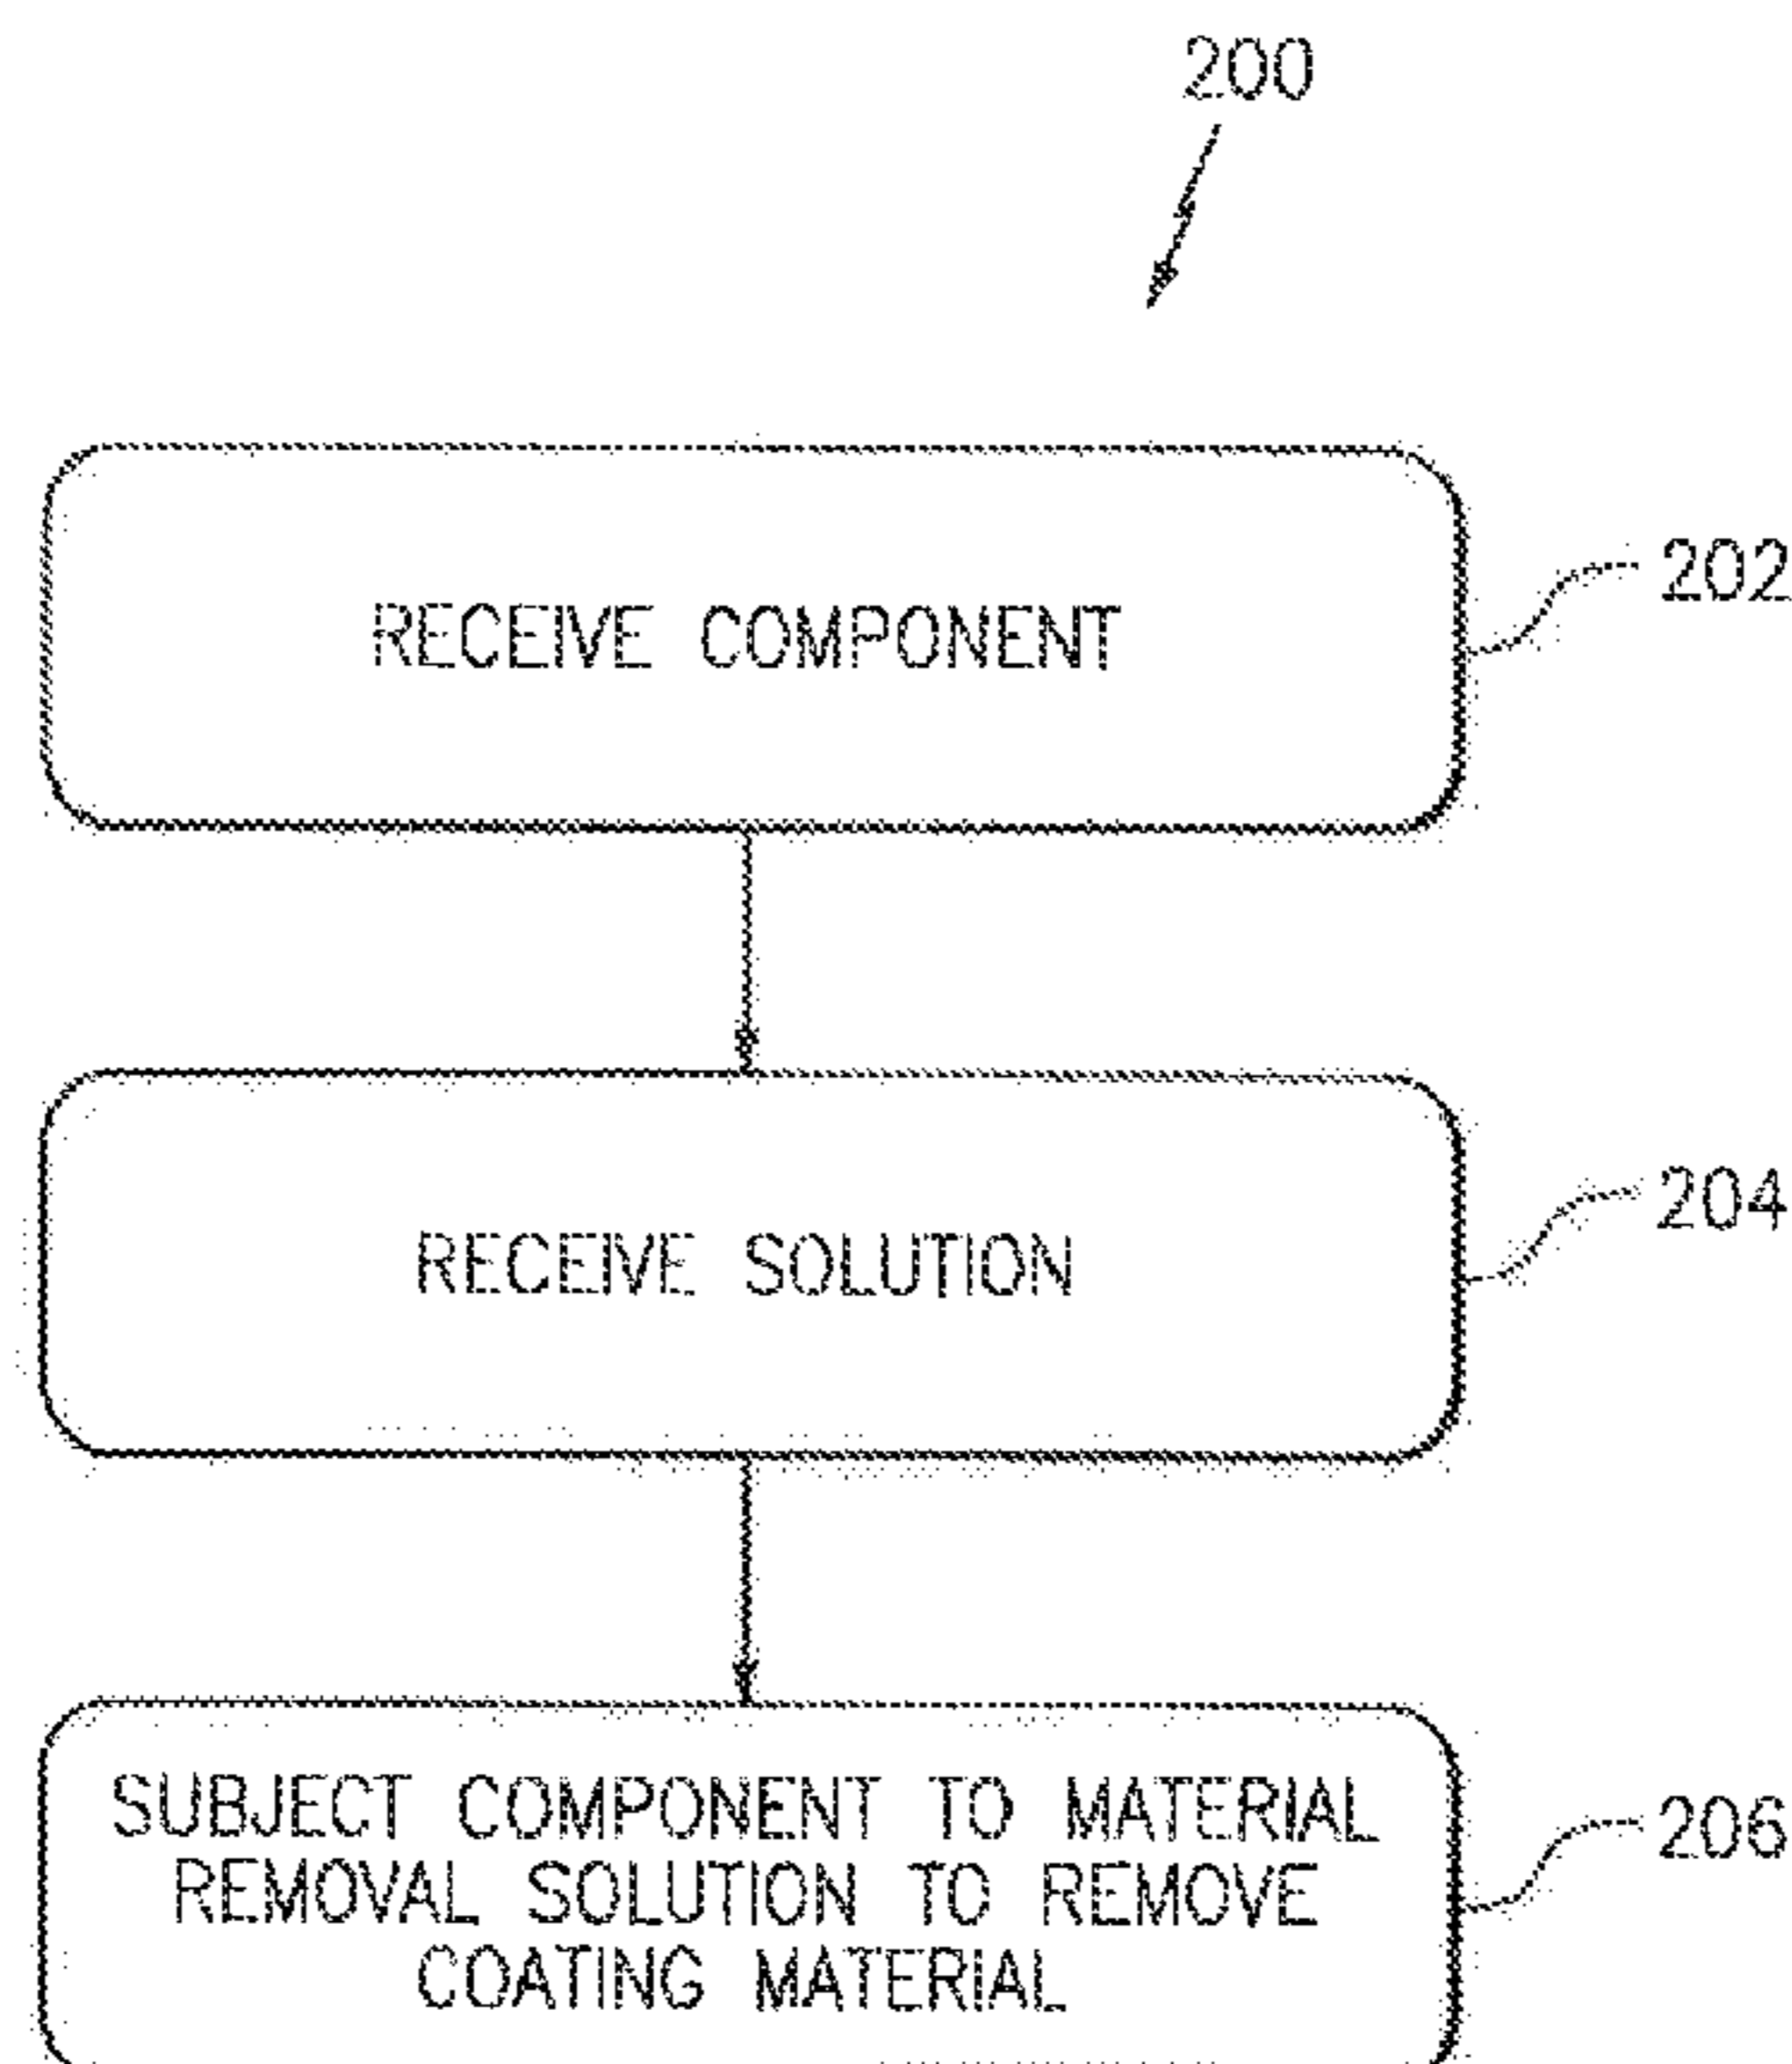 200
RECEIVE COMPONENT
202
RECEIVE SOLUTION
204
SUBJECT COMPONENT TO MATERIAL
REMOVAL SOLUTION TO REMOVE
COATING MATERIAL
206